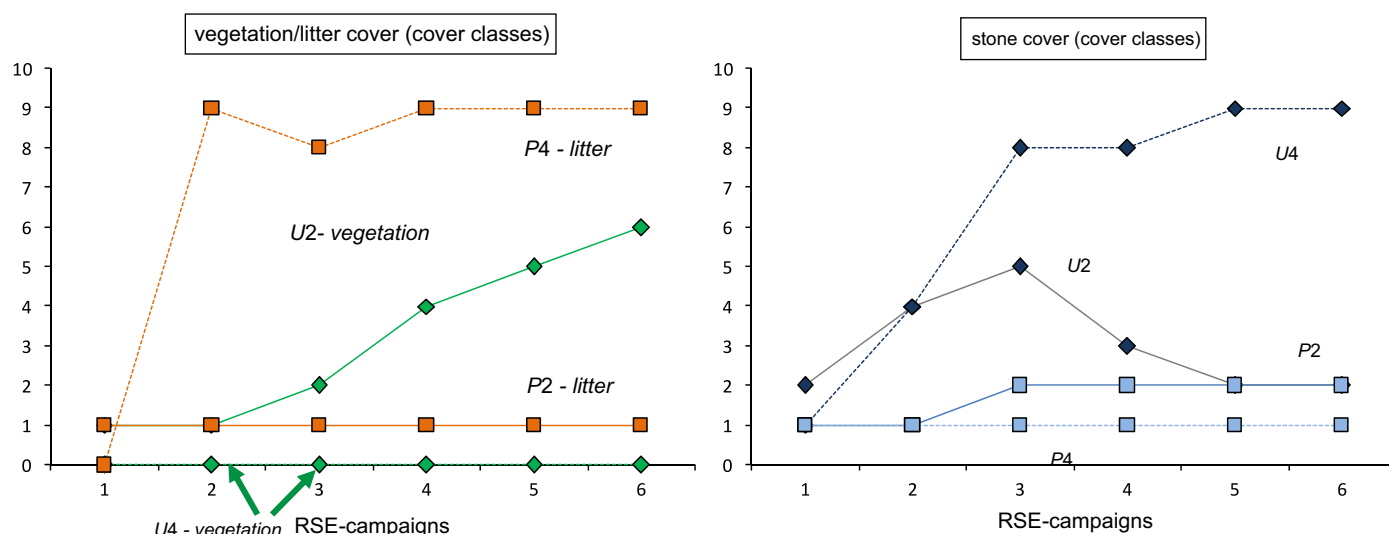 vegetation/litter cover (cover classes)
10
9
8
7
6
5
4
3
2
1
0
P4 - litter
U2- vegetation
P2 - litter
1 2 3 4 5 6
U4 - vegetation
RSE-campaigns
stone cover (cover classes)
10
9
8
7
6
5
4
3
2
1
0
U4
U2
P2
P4
1 2 3 4 5 6
RSE-campaigns